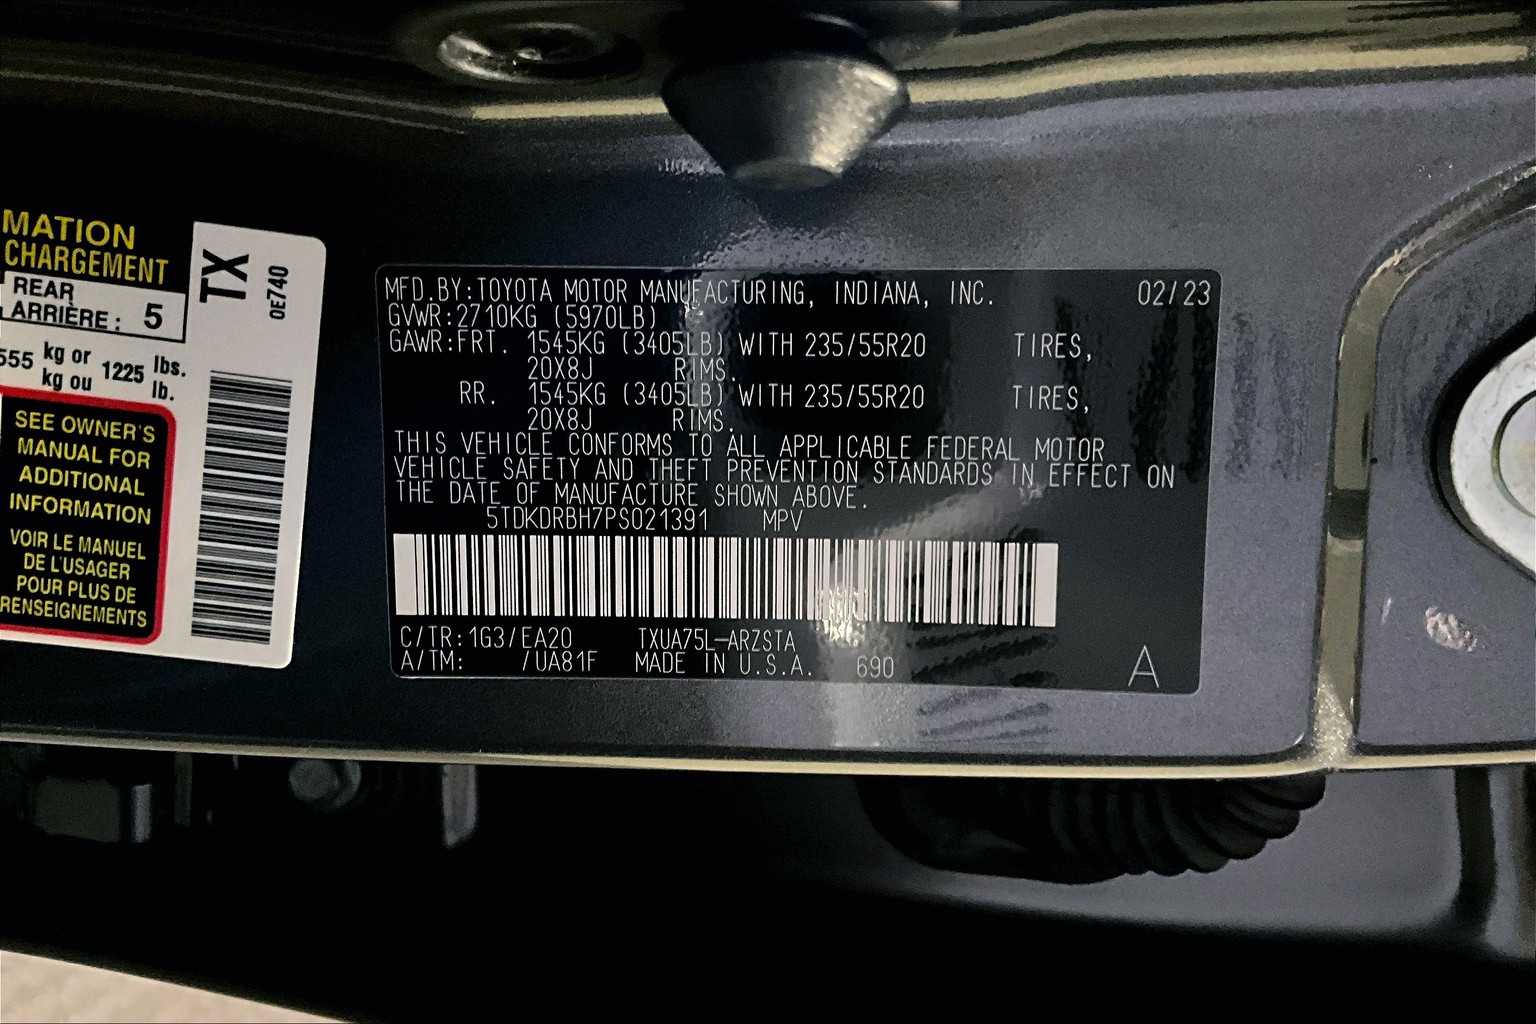 MATION
CHARGEMENT
REAR
ARRIÈRE: 5
555 kg or 1225 lbs.
kg ou lb.
SEE OWNER'S
MANUAL FOR
ADDITIONAL
INFORMATION
VOIR LE MANUEL
DE L'USAGER
POUR PLUS DE
RENSEIGNEMENTS
TX
0E740
MFD.BY:TOYOTA MOTOR MANUFACTURING, INDIANA, INC. 02/23
GVWR:2710KG (5970LB)
GAWR:FRT. 1545KG (3405LB) WITH 235/55R20 TIRES,
20X8J RIMS.
RR. 1545KG (3405LB) WITH 235/55R20 TIRES,
20X8J RIMS.
THIS VEHICLE CONFORMS TO ALL APPLICABLE FEDERAL MOTOR
VEHICLE SAFETY AND THEFT PREVENTION STANDARDS IN EFFECT ON
THE DATE OF MANUFACTURE SHOWN ABOVE.
5TDKDRBH7PS021391 MPV
C/TR:1G3/EA20 TXUA75L-ARZSTA
A/TM: /UA81F MADE IN U.S.A. 690
A